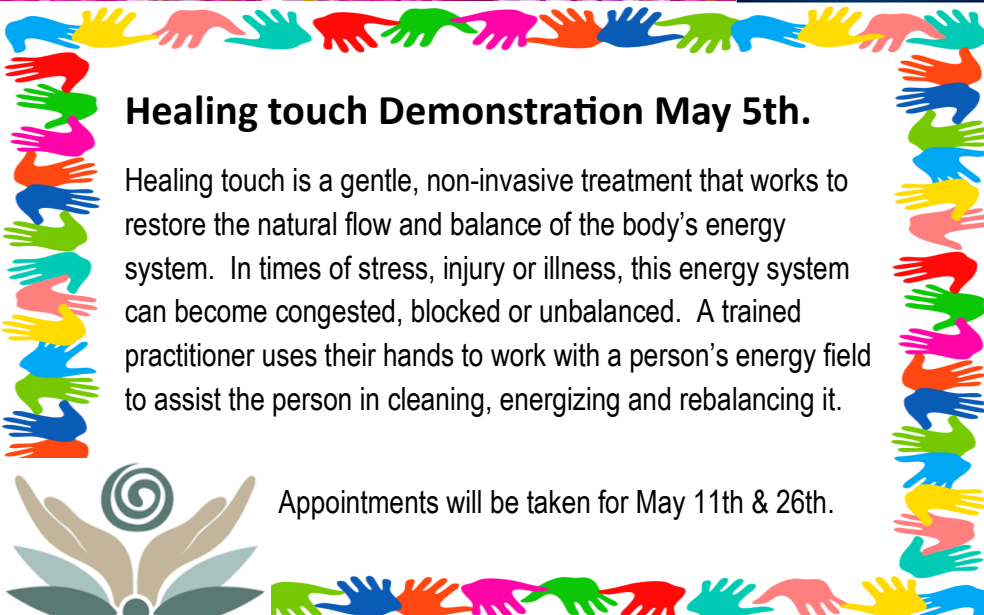 Healing touch Demonstration May 5th.
Healing touch is a gentle, non-invasive treatment that works to
restore the natural flow and balance of the body’s energy
system.  In times of stress, injury or illness, this energy system
can become congested, blocked or unbalanced.  A trained
practitioner uses their hands to work with a person’s energy field
to assist the person in cleaning, energizing and rebalancing it.
Appointments will be taken for May 11th & 26th.